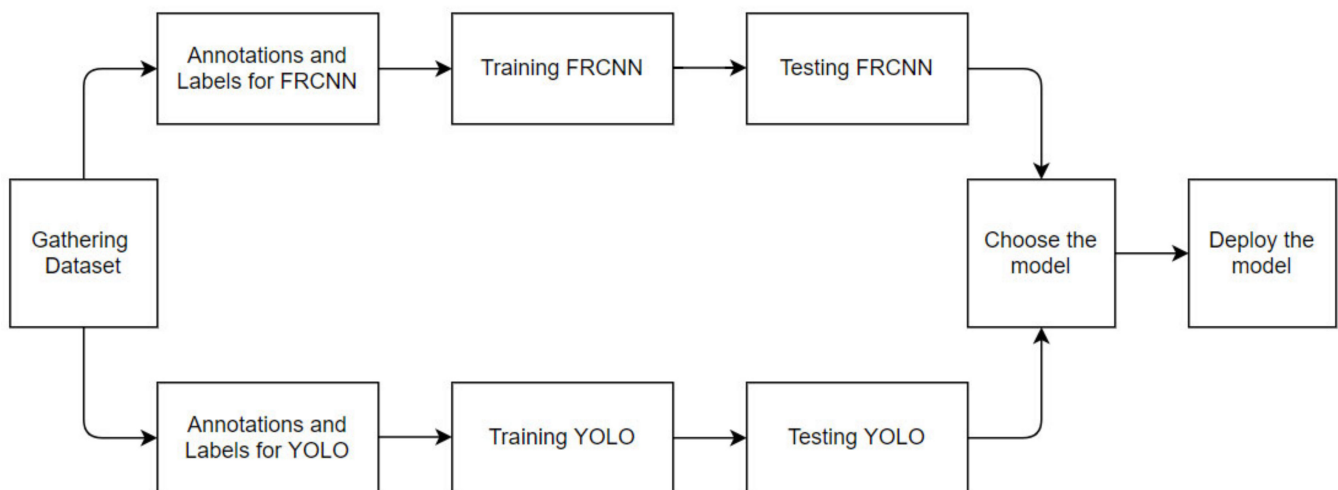 Annotations and
Labels for FRCNN
Training FRCNN
Testing FRCNN
Gathering
Dataset
Choose the
model
Deploy the
model
Annotations and
Labels for YOLO
Training YOLO
Testing YOLO